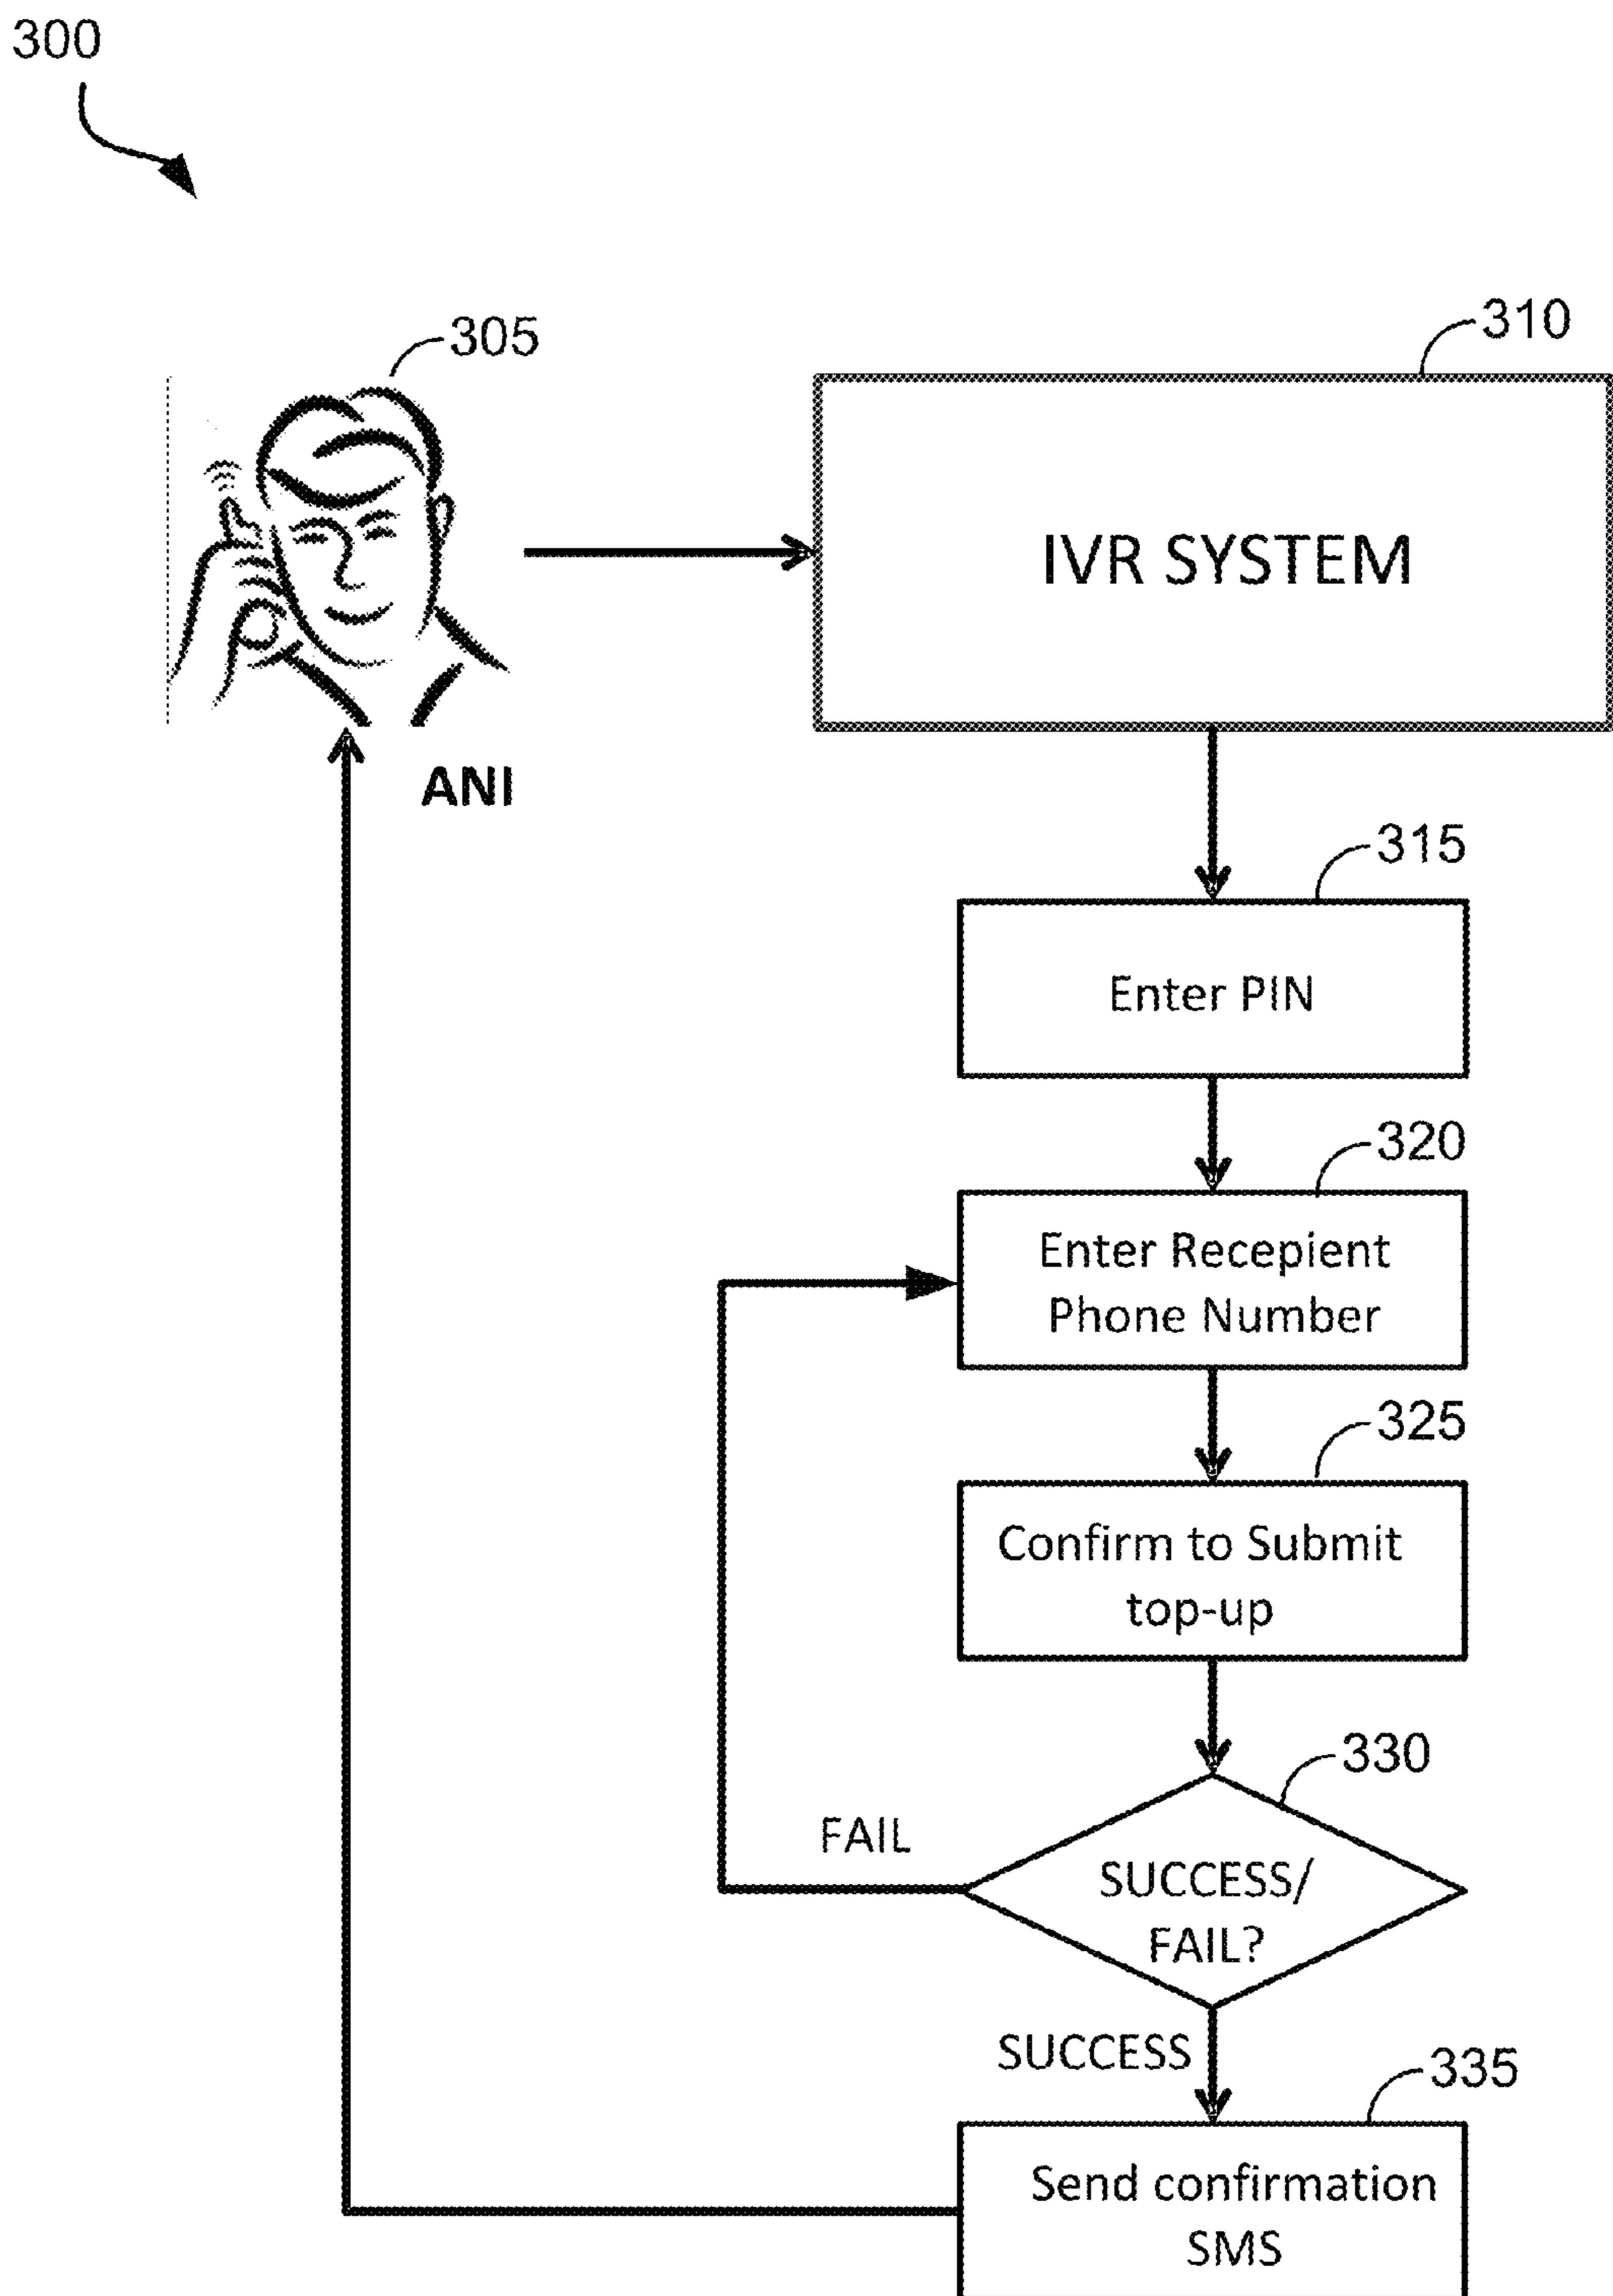 300
305
310
IVR SYSTEM
ANI
315
Enter PIN
320
Enter Recepient
Phone Number
325
Confirm to Submit
top-up
330
FAIL
SUCCESS/
FAIL?
SUCCESS
335
Send confirmation
SMS